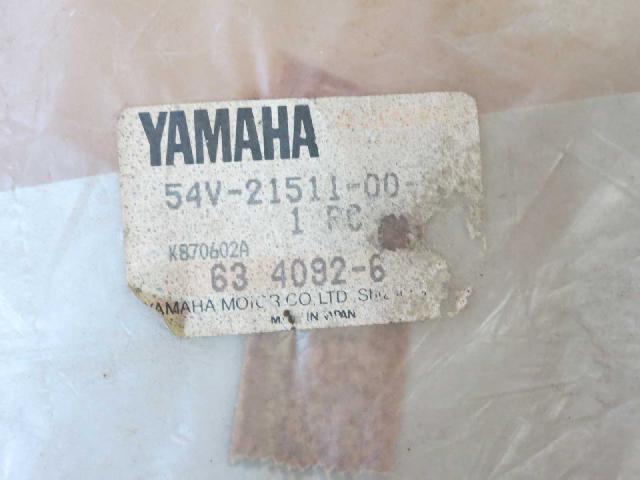 YAMAHA
54V-21511-00-
1 PC
K870602A
63 4092-6
YAMAHA MOTOR CO., LTD.
MADE IN JAPAN